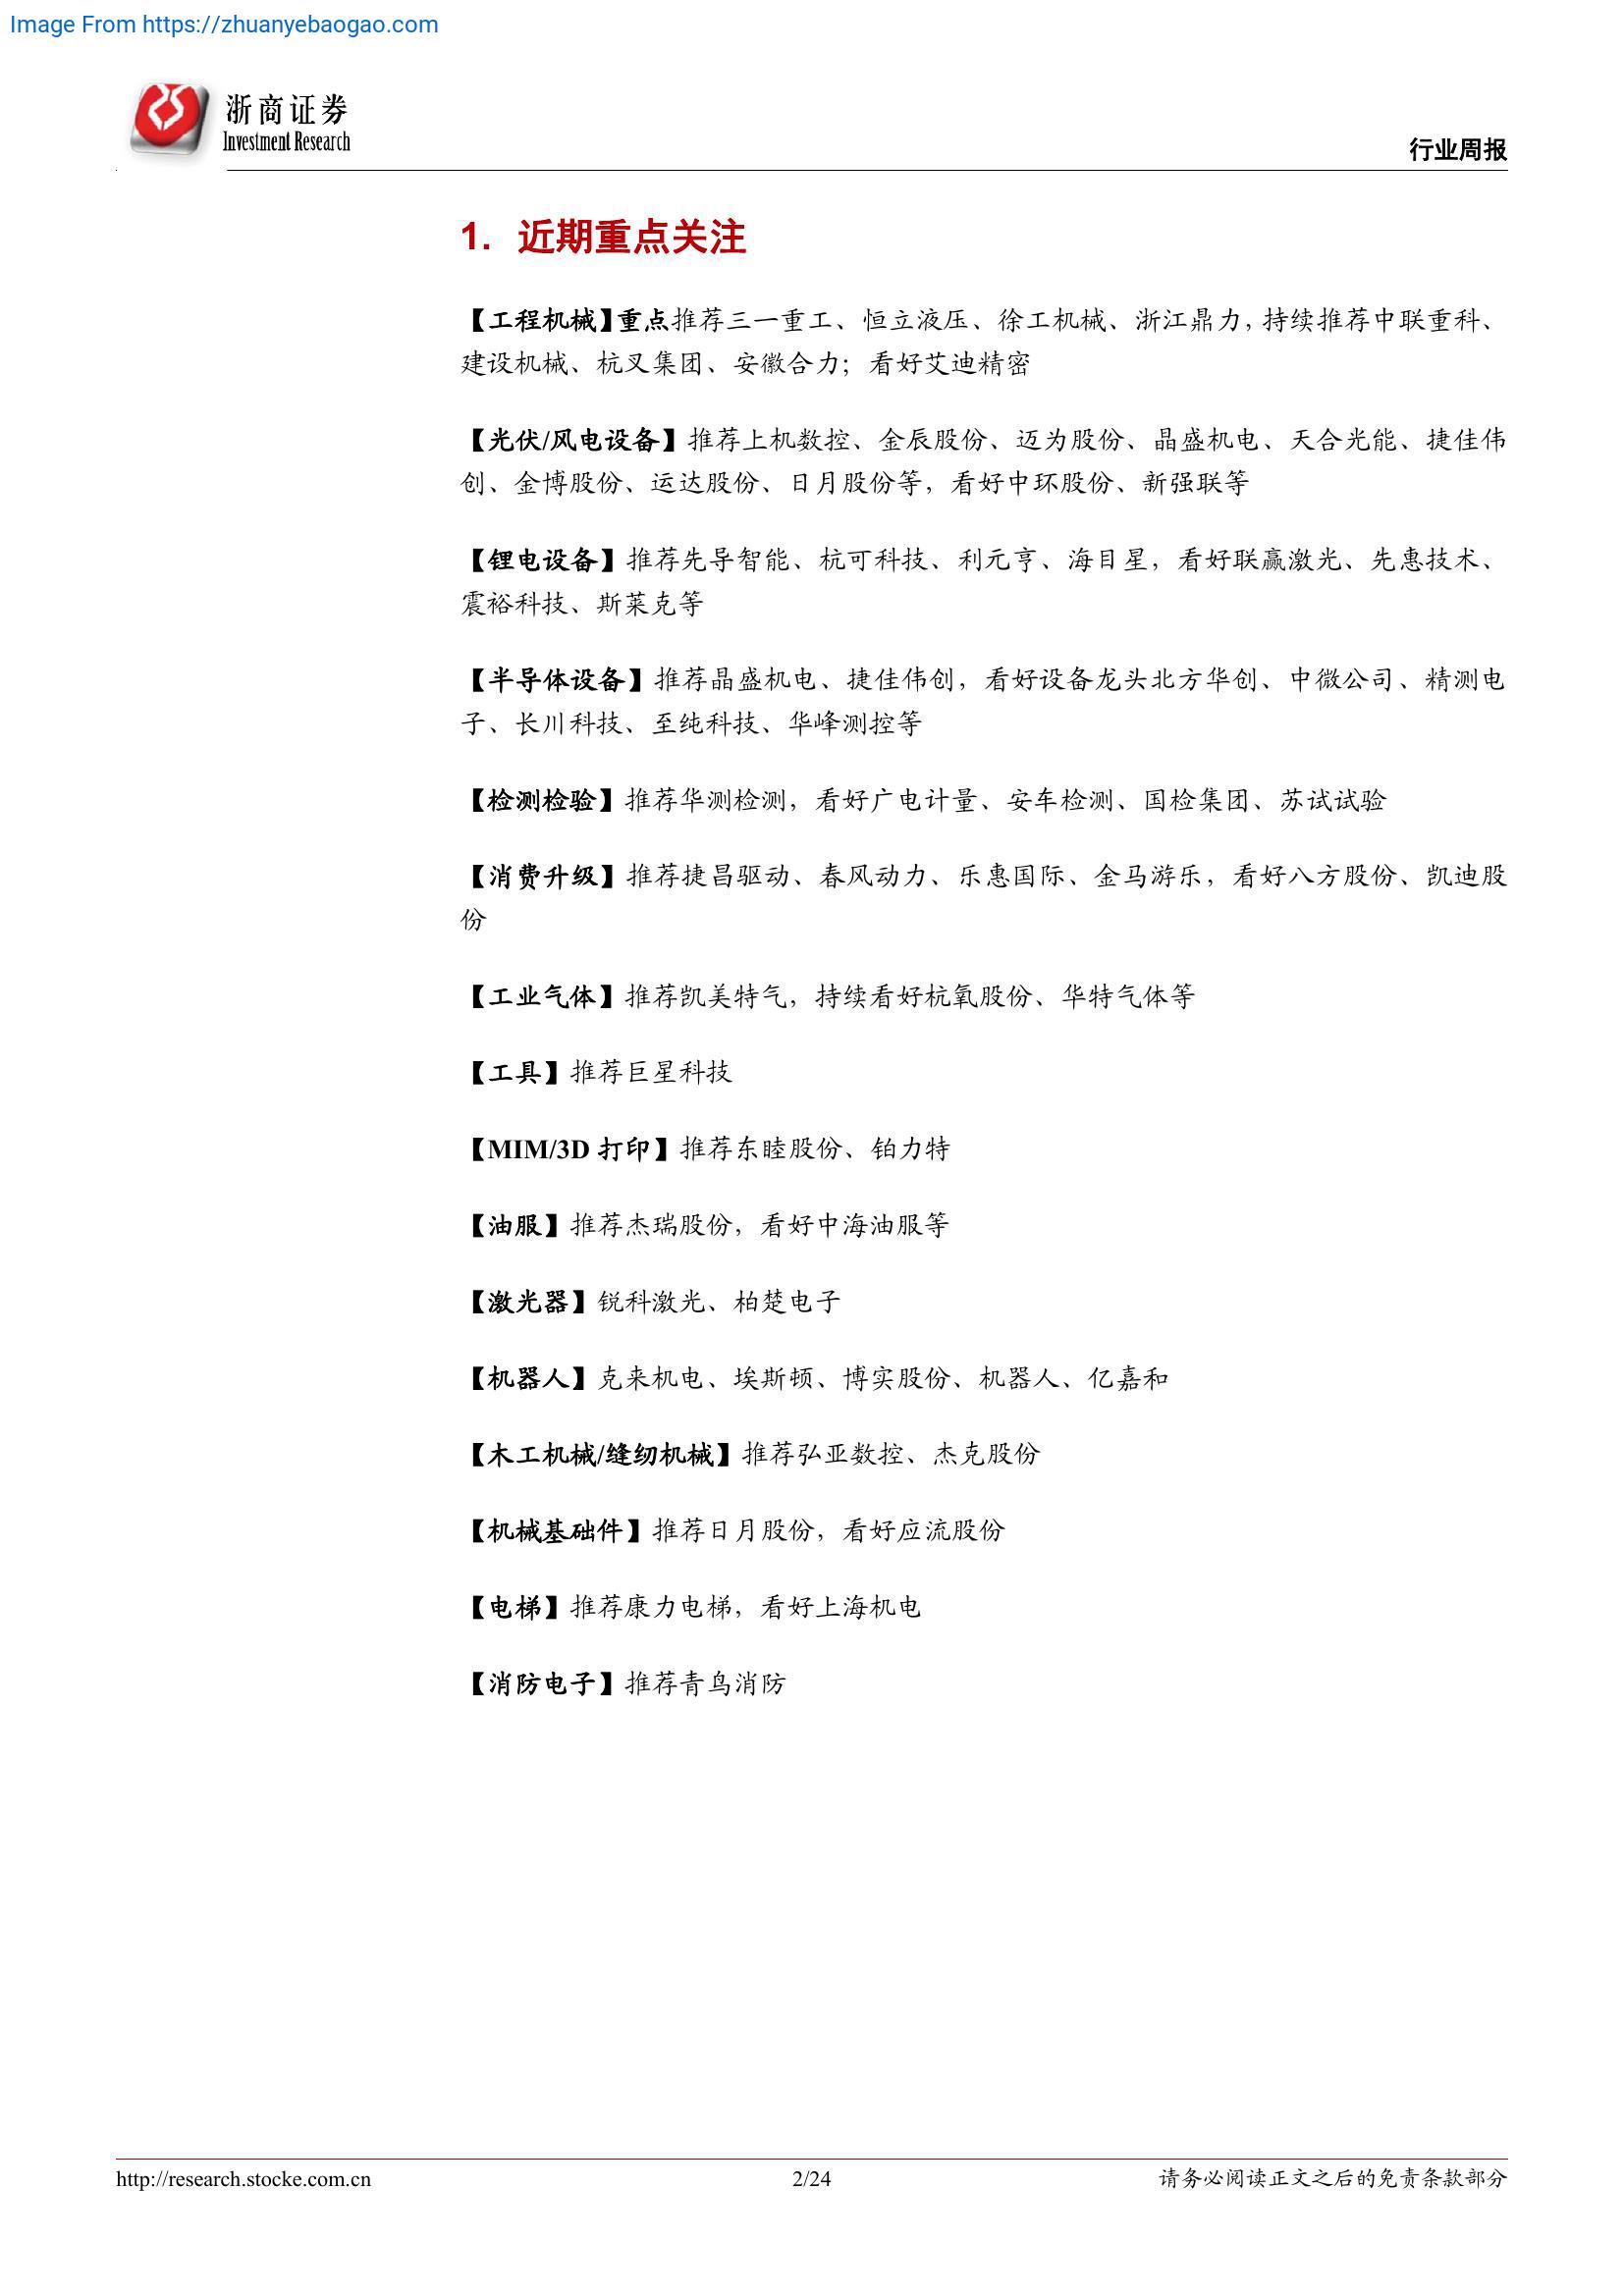 Image From https://zhuanyebaogao.com
浙商证券
Investment Research
行业周报
1. 近期重点关注
【工程机械】重点推荐三一重工、恒立液压、徐工机械、浙江鼎力，持续推荐中联重科、
建设机械、杭叉集团、安徽合力；看好艾迪精密
【光伏/风电设备】推荐上机数控、金辰股份、迈为股份、晶盛机电、天合光能、捷佳伟
创、金博股份、运达股份、日月股份等，看好中环股份、新强联等
【锂电设备】推荐先导智能、杭可科技、利元亨、海目星，看好联赢激光、先惠技术、
震裕科技、斯莱克等
【半导体设备】推荐晶盛机电、捷佳伟创，看好设备龙头北方华创、中微公司、精测电
子、长川科技、至纯科技、华峰测控等
【检测检验】推荐华测检测，看好广电计量、安车检测、国检集团、苏试试验
【消费升级】推荐捷昌驱动、春风动力、乐惠国际、金马游乐，看好八方股份、凯迪股
份
【工业气体】推荐凯美特气，持续看好杭氧股份、华特气体等
【工具】推荐巨星科技
【MIM/3D 打印】推荐东睦股份、铂力特
【油服】推荐杰瑞股份，看好中海油服等
【激光器】锐科激光、柏楚电子
【机器人】克来机电、埃斯顿、博实股份、机器人、亿嘉和
【木工机械/缝纫机械】推荐弘亚数控、杰克股份
【机械基础件】推荐日月股份，看好应流股份
【电梯】推荐康力电梯，看好上海机电
【消防电子】推荐青鸟消防
http://research.stocke.com.cn
2/24
请务必阅读正文之后的免责条款部分